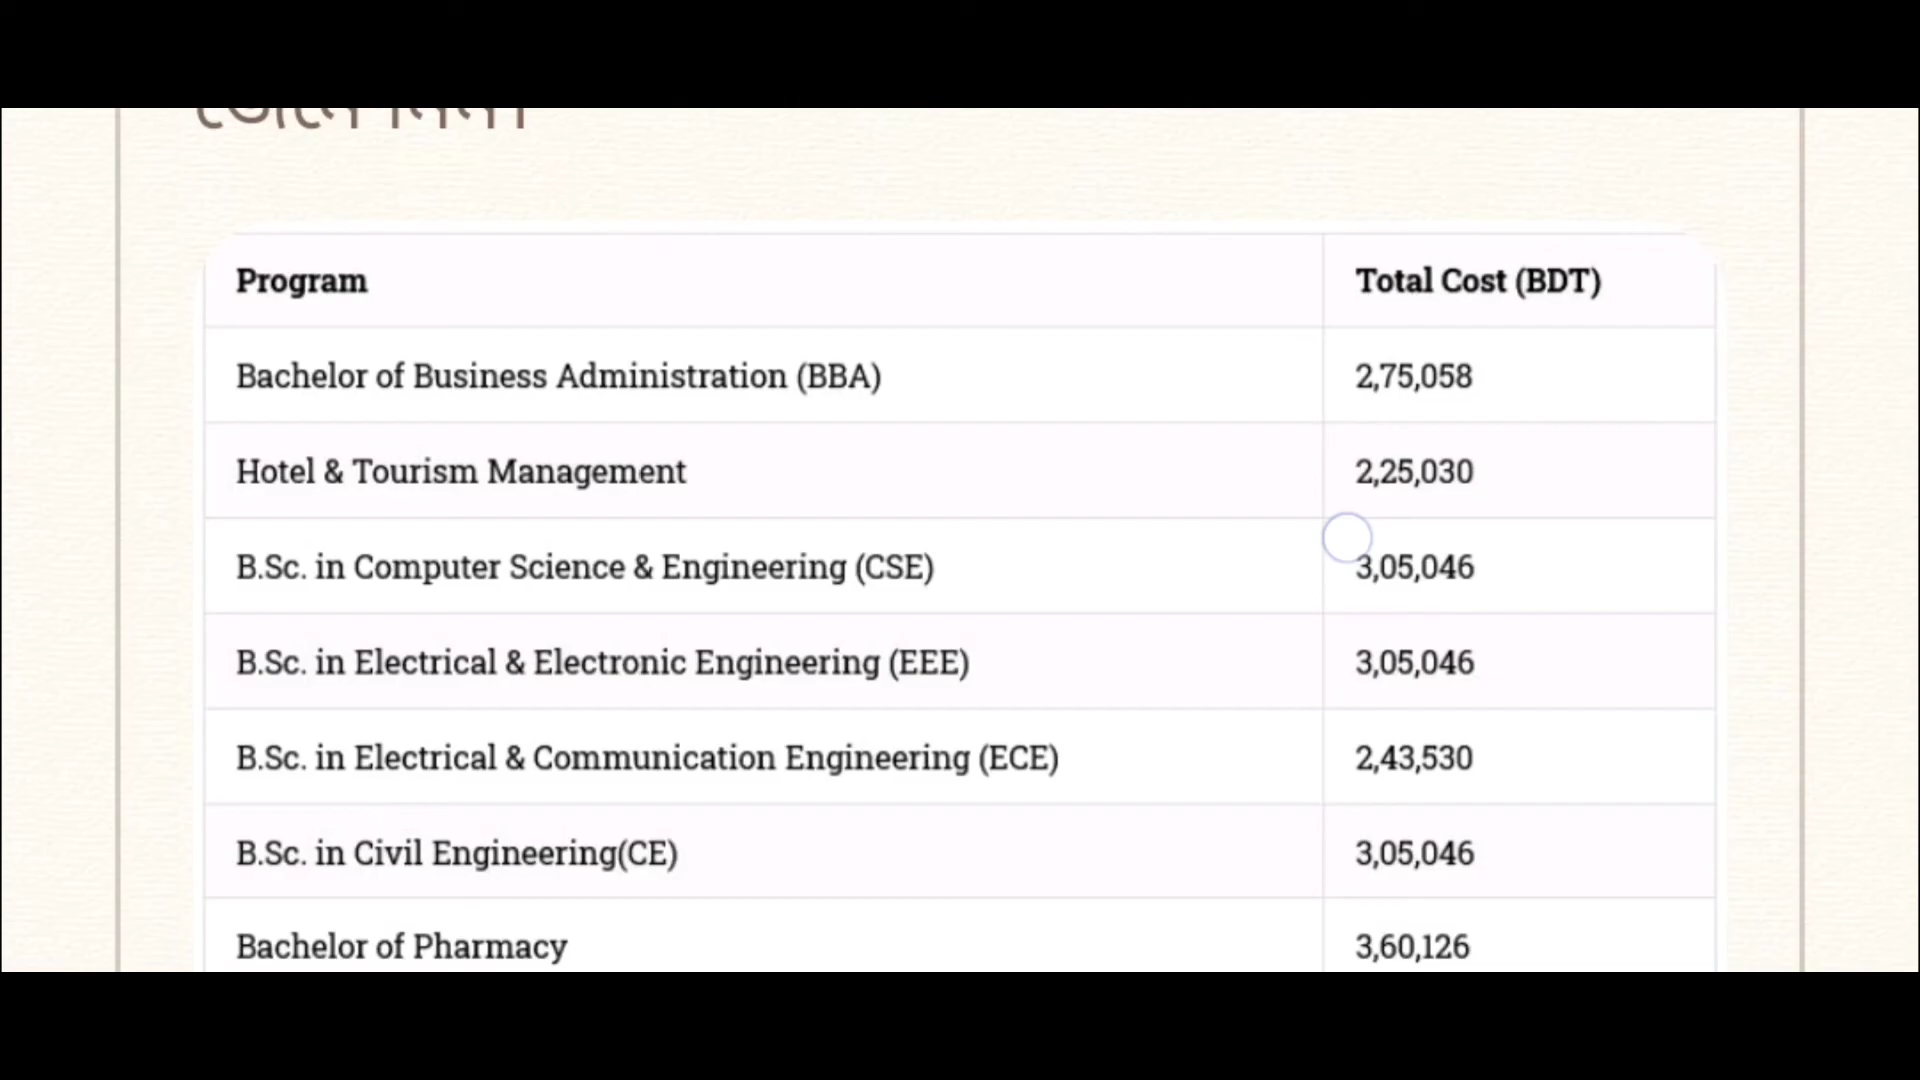 Program Total Cost (BDT)
Bachelor of Business Administration (BBA) 2,75,058
Hotel & Tourism Management 2,25,030
B.Sc. in Computer Science & Engineering (CSE) 3,05,046
B.Sc. in Electrical & Electronic Engineering (EEE) 3,05,046
B.Sc. in Electrical & Communication Engineering (ECE) 2,43,530
B.Sc. in Civil Engineering(CE) 3,05,046
Bachelor of Pharmacy 3,60,126